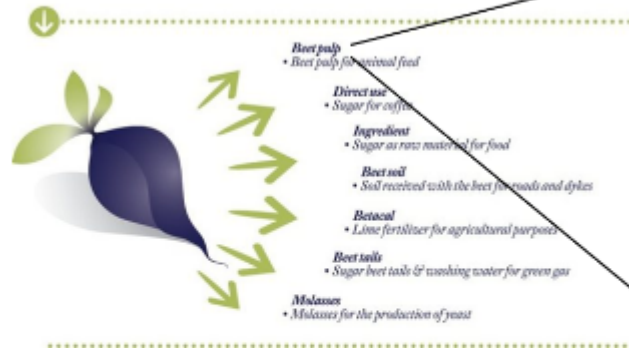 Beet pulp
• Beet pulp for animal feed
Direct use
• Sugar for coffee
Ingredient
• Sugar as raw material for food
Beet soil
• Soil received with the beet for roads and dykes
Betacal
• Lime fertilizer for agricultural purposes
Beet tails
• Sugar beet tails & washing water for green gas
Molasses
• Molasses for the production of yeast